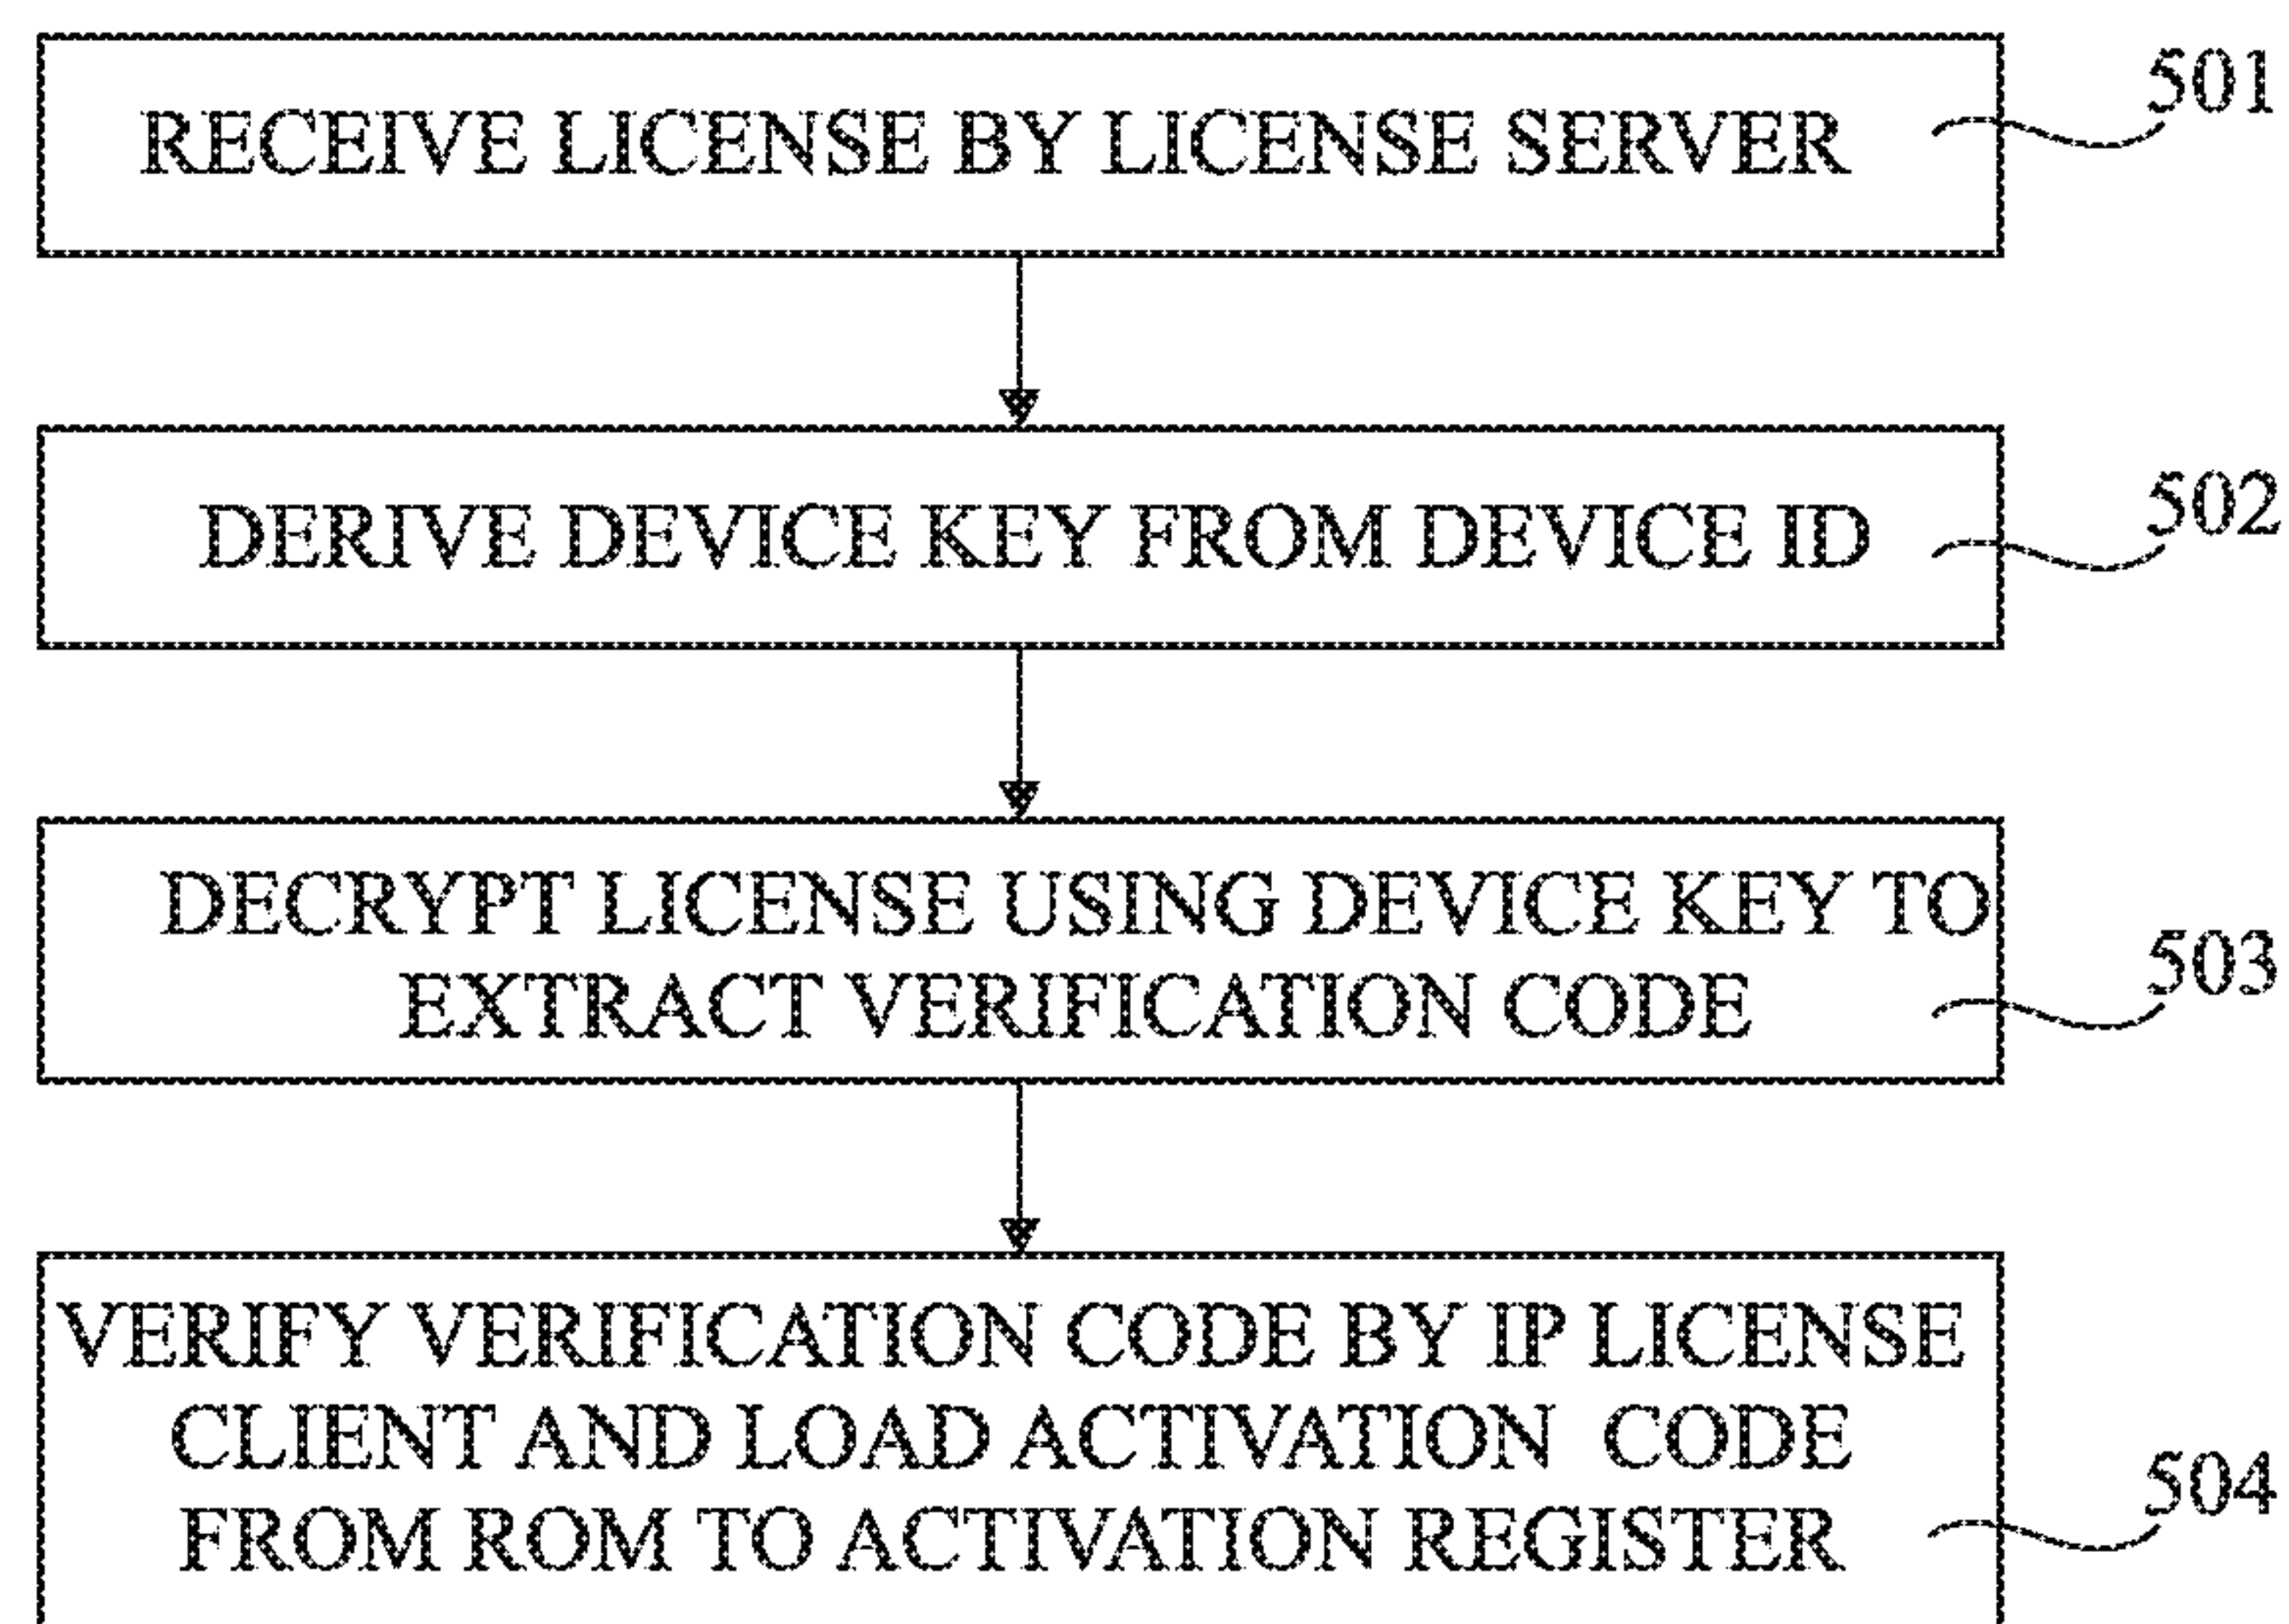 RECEIVE LICENSE BY LICENSE SERVER
501
DERIVE DEVICE KEY FROM DEVICE ID
502
DECRYPT LICENSE USING DEVICE KEY TO
EXTRACT VERIFICATION CODE
503
VERIFY VERIFICATION CODE BY IP LICENSE
CLIENT AND LOAD ACTIVATION CODE
FROM ROM TO ACTIVATION REGISTER
504